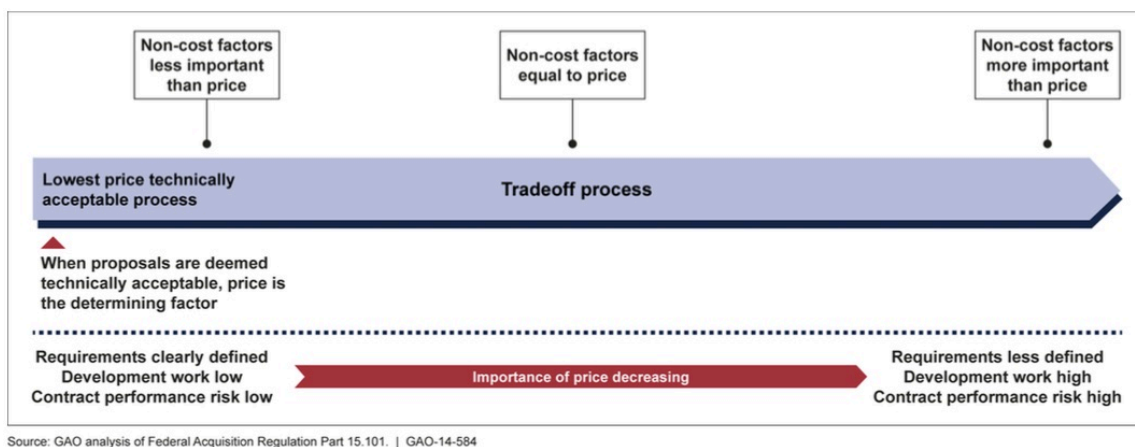 Non-cost factors
less important
than price
Non-cost factors
equal to price
Non-cost factors
more important
than price
Lowest price technically
acceptable process
Tradeoff process
When proposals are deemed
technically acceptable, price is
the determining factor
Requirements clearly defined
Development work low
Contract performance risk low
Importance of price decreasing
Requirements less defined
Development work high
Contract performance risk high
Source: GAO analysis of Federal Acquisition Regulation Part 15.101. | GAO-14-584